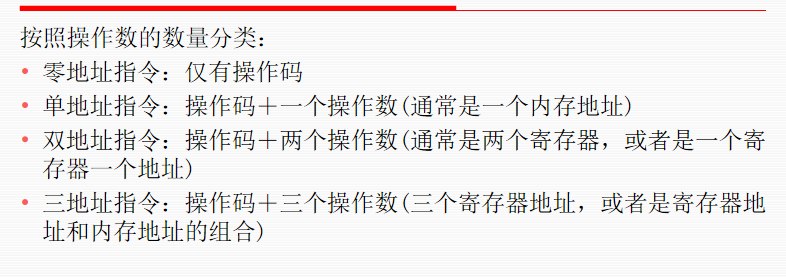 按照操作数的数量分类：
• 零地址指令：仅有操作码
• 单地址指令：操作码＋一个操作数(通常是一个内存地址)
• 双地址指令：操作码＋两个操作数(通常是两个寄存器，或者是一个寄
存器一个地址)
• 三地址指令：操作码＋三个操作数(三个寄存器地址，或者是寄存器地
址和内存地址的组合)